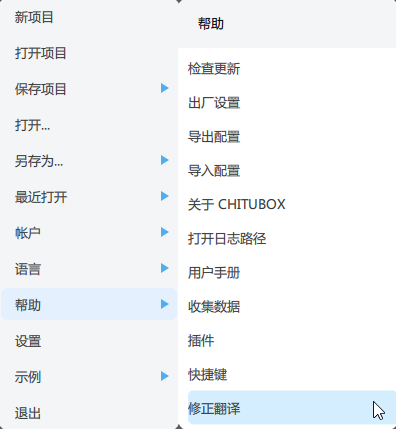 新项目
打开项目
保存项目
打开...
另存为...
最近打开
帐户
语言
帮助
设置
示例
退出
帮助
检查更新
出厂设置
导出配置
导入配置
关于 CHITUBOX
打开日志路径
用户手册
收集数据
插件
快捷键
修正翻译